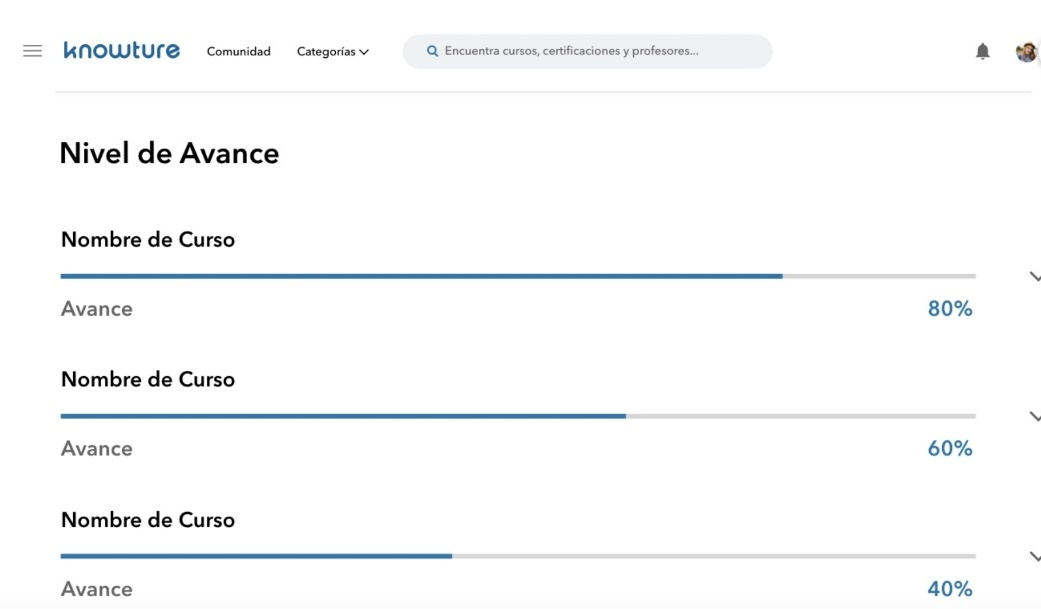 knowture Comunidad Categorías Encuentra cursos, certificaciones y profesores...
Nivel de Avance
Nombre de Curso
Avance 80%
Nombre de Curso
Avance 60%
Nombre de Curso
Avance 40%